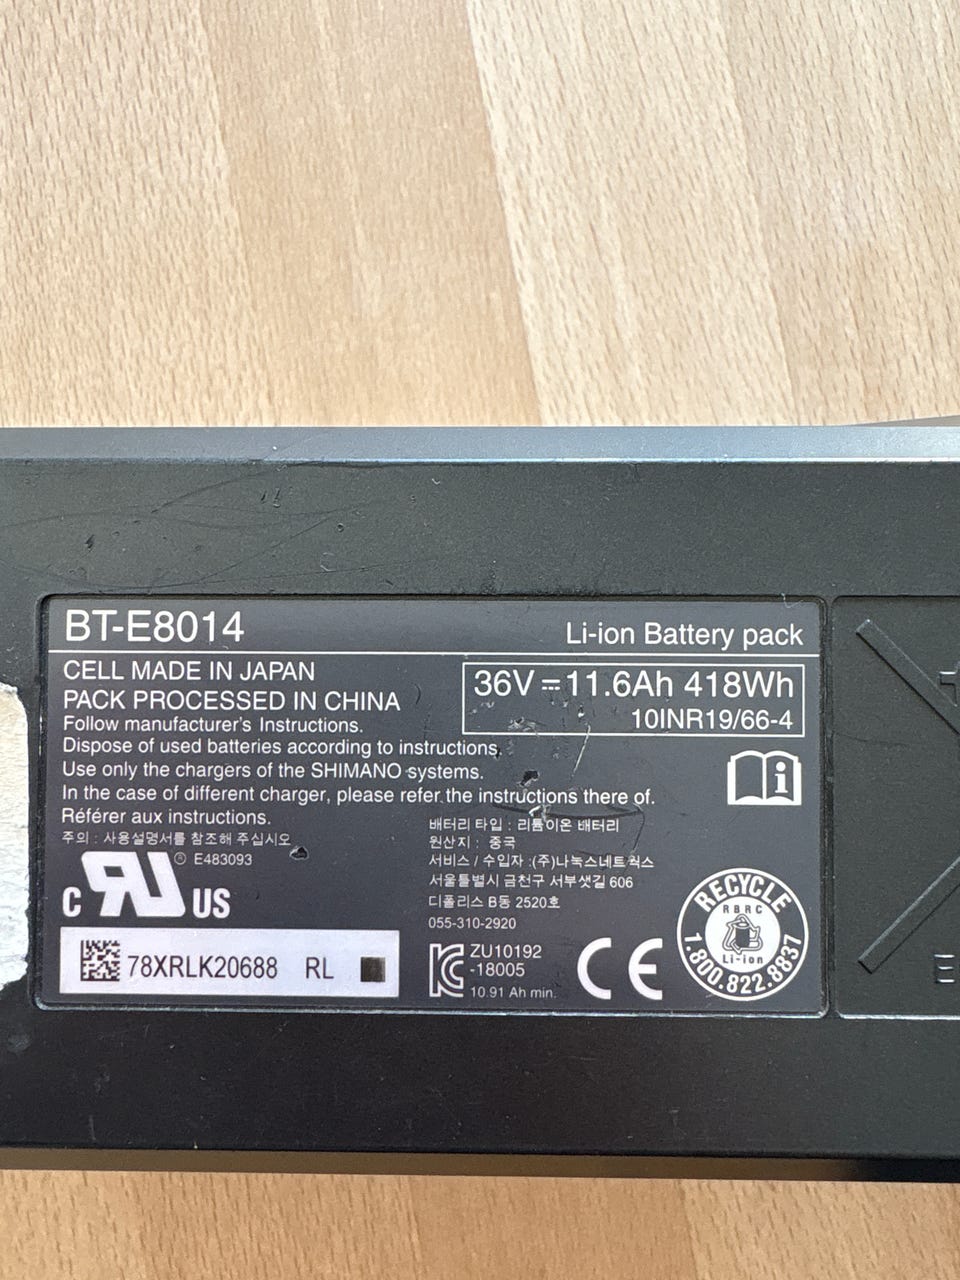 BT-E8014
Li-ion Battery pack
CELL MADE IN JAPAN
PACK PROCESSED IN CHINA
36V⎓11.6Ah 418Wh
10INR19/66-4
Follow manufacturer's Instructions.
Dispose of used batteries according to instructions.
Use only the chargers of the SHIMANO systems.
In the case of different charger, please refer the instructions there of.
Référer aux instructions.
주의 : 사용설명서를 참조해 주십시오
배터리 타입 : 리튬이온 배터리
원산지 : 중국
서비스 / 수입자 :(주)나눅스네트웍스
서울특별시 금천구 서부샛길 606
디폴리스 B동 2520호
055-310-2920
® E483093
C RU US
78XRLK20688 RL
ZU10192
-18005
10.91 Ah min.
CE
RECYCLE
RBRC
Li-ion
1.800.822.8837